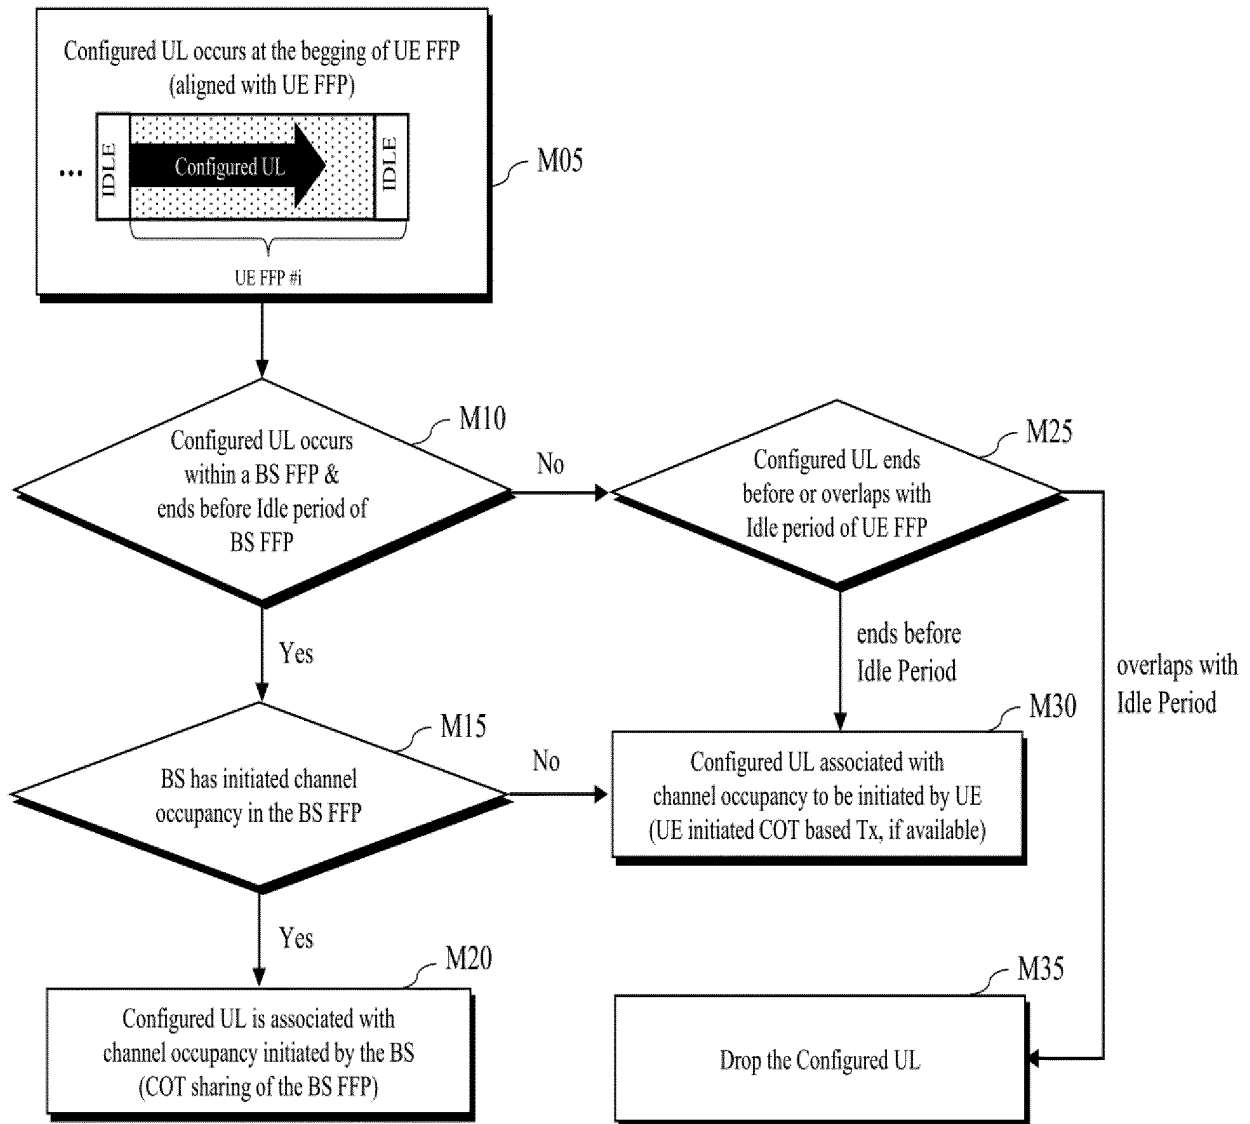 Configured UL occurs at the begging of UE FFP
(aligned with UE FFP)
...
IDLE
Configured UL
IDLE
UE FFP #i
M05
M10
Configured UL occurs
within a BS FFP &
ends before Idle period of
BS FFP
No
M25
Configured UL ends
before or overlaps with
Idle period of UE FFP
Yes
ends before
Idle Period
overlaps with
Idle Period
M15
BS has initiated channel
occupancy in the BS FFP
No
M30
Configured UL associated with
channel occupancy to be initiated by UE
(UE initiated COT based Tx, if available)
Yes
M20
Configured UL is associated with
channel occupancy initiated by the BS
(COT sharing of the BS FFP)
M35
Drop the Configured UL